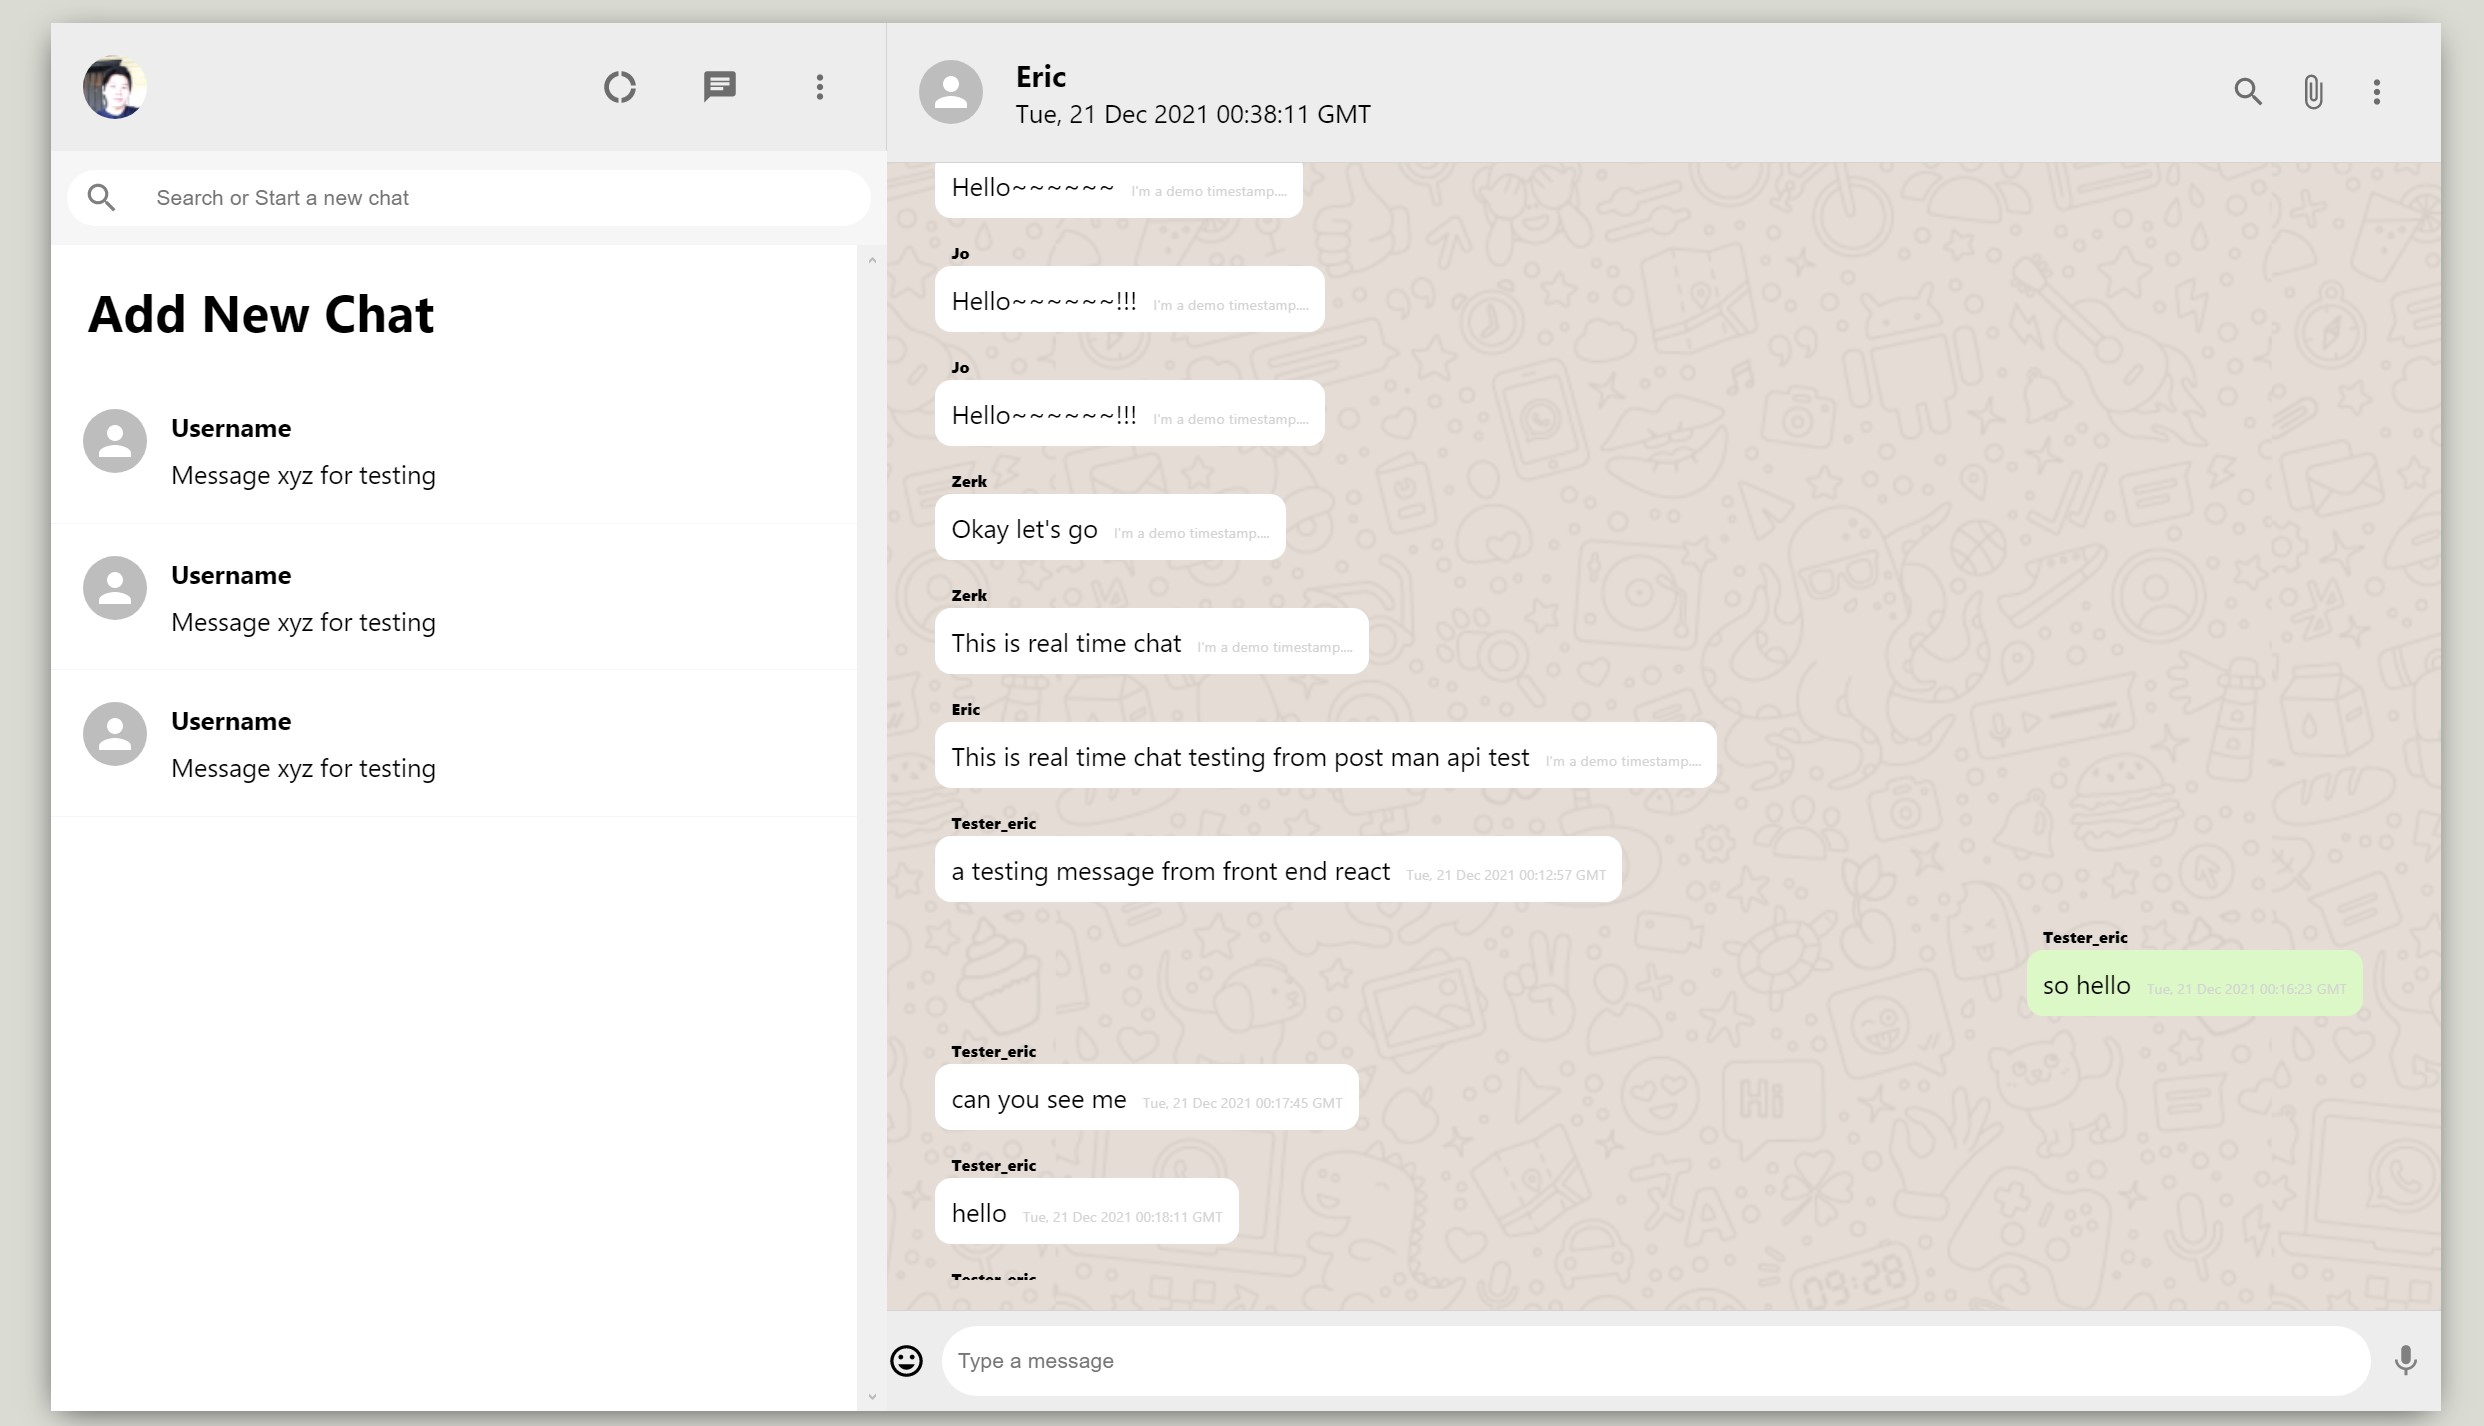 Search or Start a new chat
Add New Chat
Username
Message xyz for testing
Username
Message xyz for testing
Username
Message xyz for testing
Eric
Tue, 21 Dec 2021 00:38:11 GMT
Hello~~~~~~ I'm a demo timestamp....
Jo
Hello~~~~~~!!! I'm a demo timestamp....
Jo
Hello~~~~~~!!! I'm a demo timestamp....
Zerk
Okay let's go I'm a demo timestamp....
Zerk
This is real time chat I'm a demo timestamp....
Eric
This is real time chat testing from post man api test I'm a demo timestamp....
Tester_eric
a testing message from front end react Tue, 21 Dec 2021 00:12:57 GMT
Tester_eric
so hello Tue, 21 Dec 2021 00:16:23 GMT
Tester_eric
can you see me Tue, 21 Dec 2021 00:17:45 GMT
Hi
Tester_eric
hello Tue, 21 Dec 2021 00:18:11 GMT
Tester_eric
09:29
Type a message